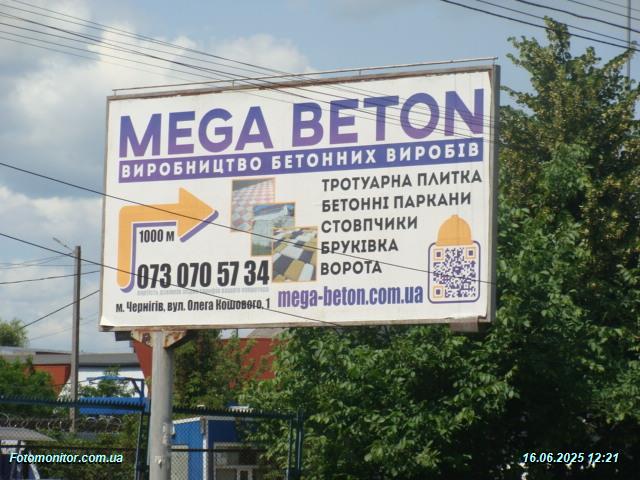 MEGA BETON
ВИРОБНИЦТВО БЕТОННИХ ВИРОБІВ
ТРОТУАРНА ПЛИТКА
БЕТОННІ ПАРКАНИ
СТОВПЧИКИ
БРУКІВКА
ВОРОТА
1000 м
073 070 57 34
м. Чернігів, вул. Олега Кошового, 1
mega-beton.com.ua
Fotomonitor.com.ua
16.06.2025 12:21